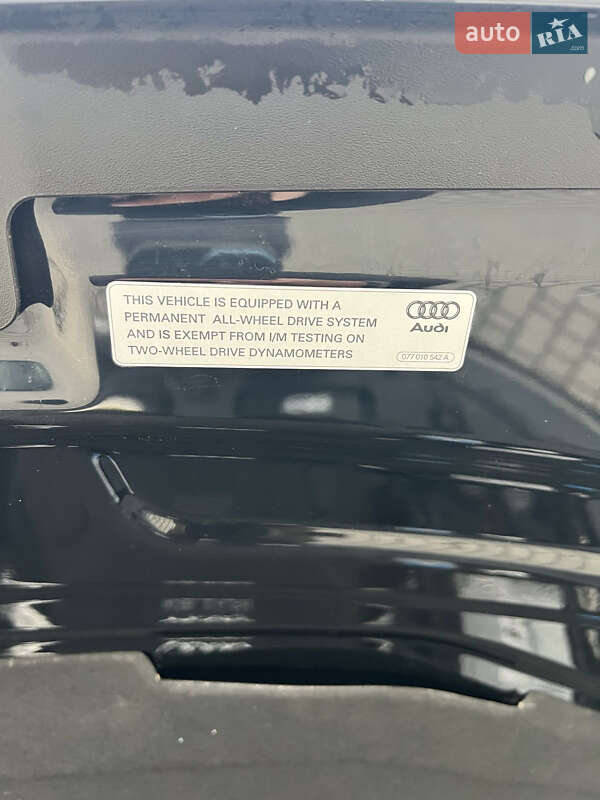 auto RIA.com
THIS VEHICLE IS EQUIPPED WITH A
PERMANENT ALL-WHEEL DRIVE SYSTEM
AND IS EXEMPT FROM I/M TESTING ON
TWO-WHEEL DRIVE DYNAMOMETERS
Audi
077 010 542 A